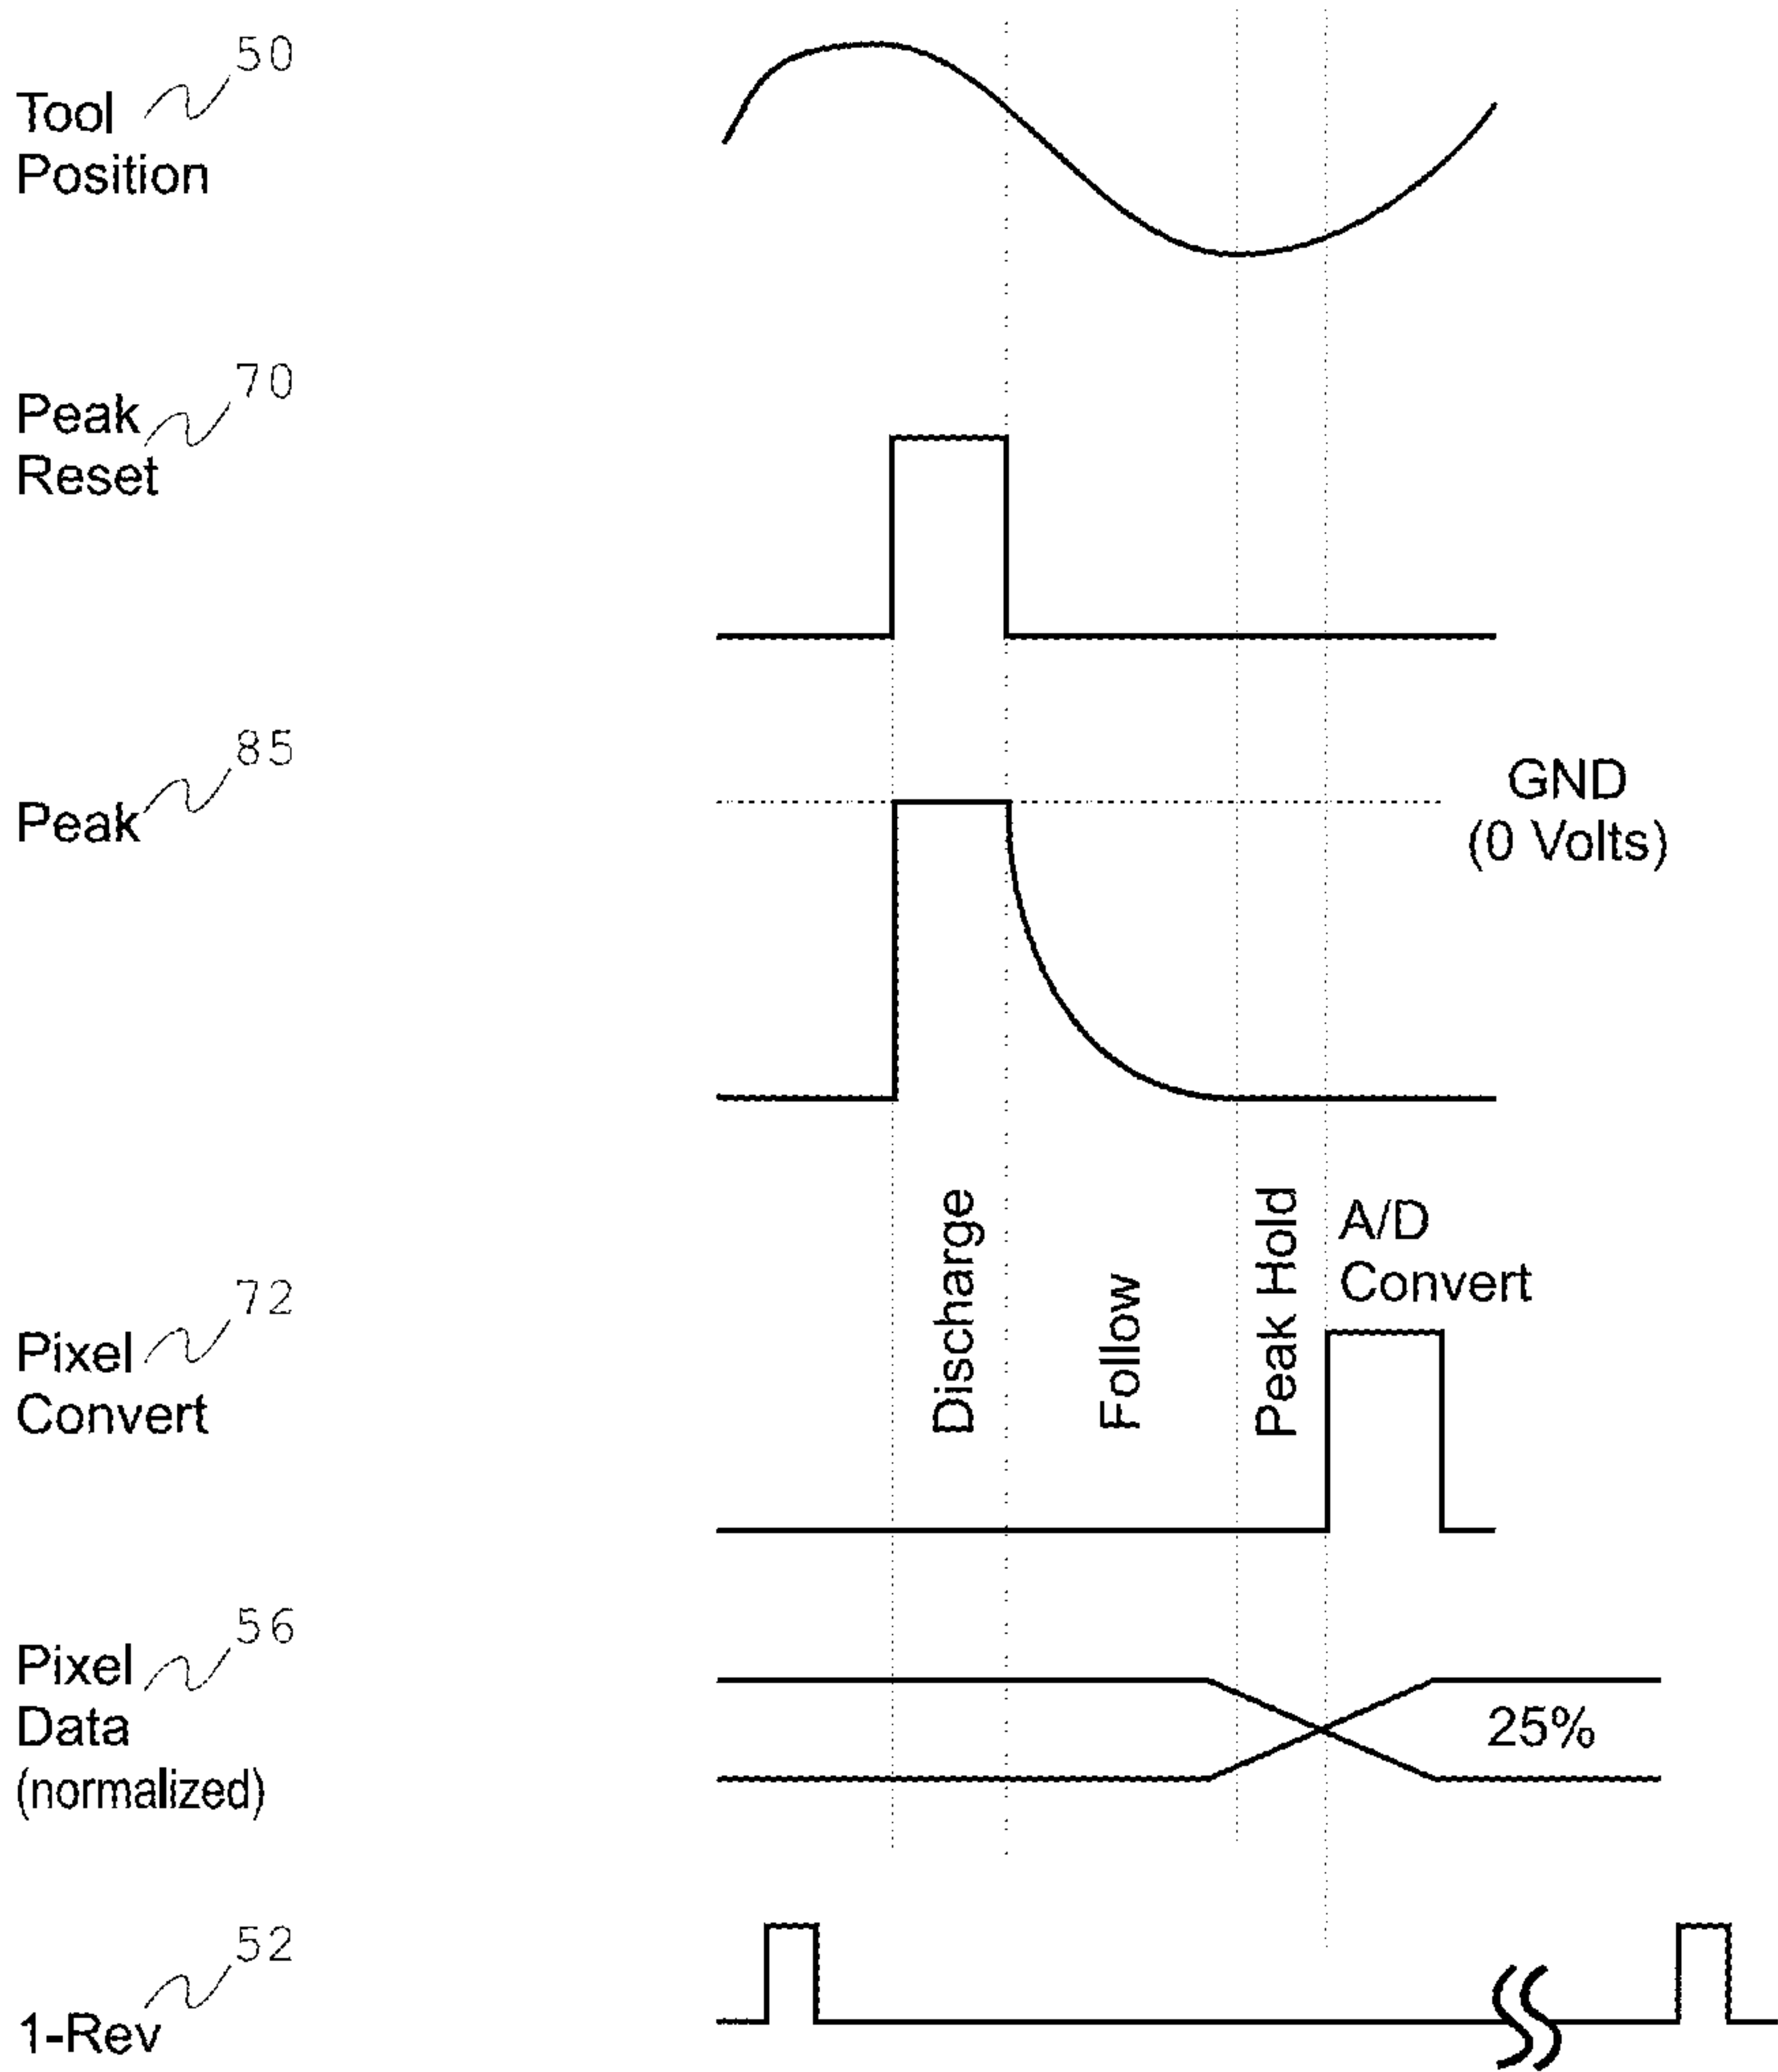 50
Tool
Position
70
Peak
Reset
85
Peak
GND
(0 Volts)
Discharge
Follow
Peak Hold
A/D
Convert
72
Pixel
Convert
56
Pixel
Data
(normalized)
25%
52
1-Rev